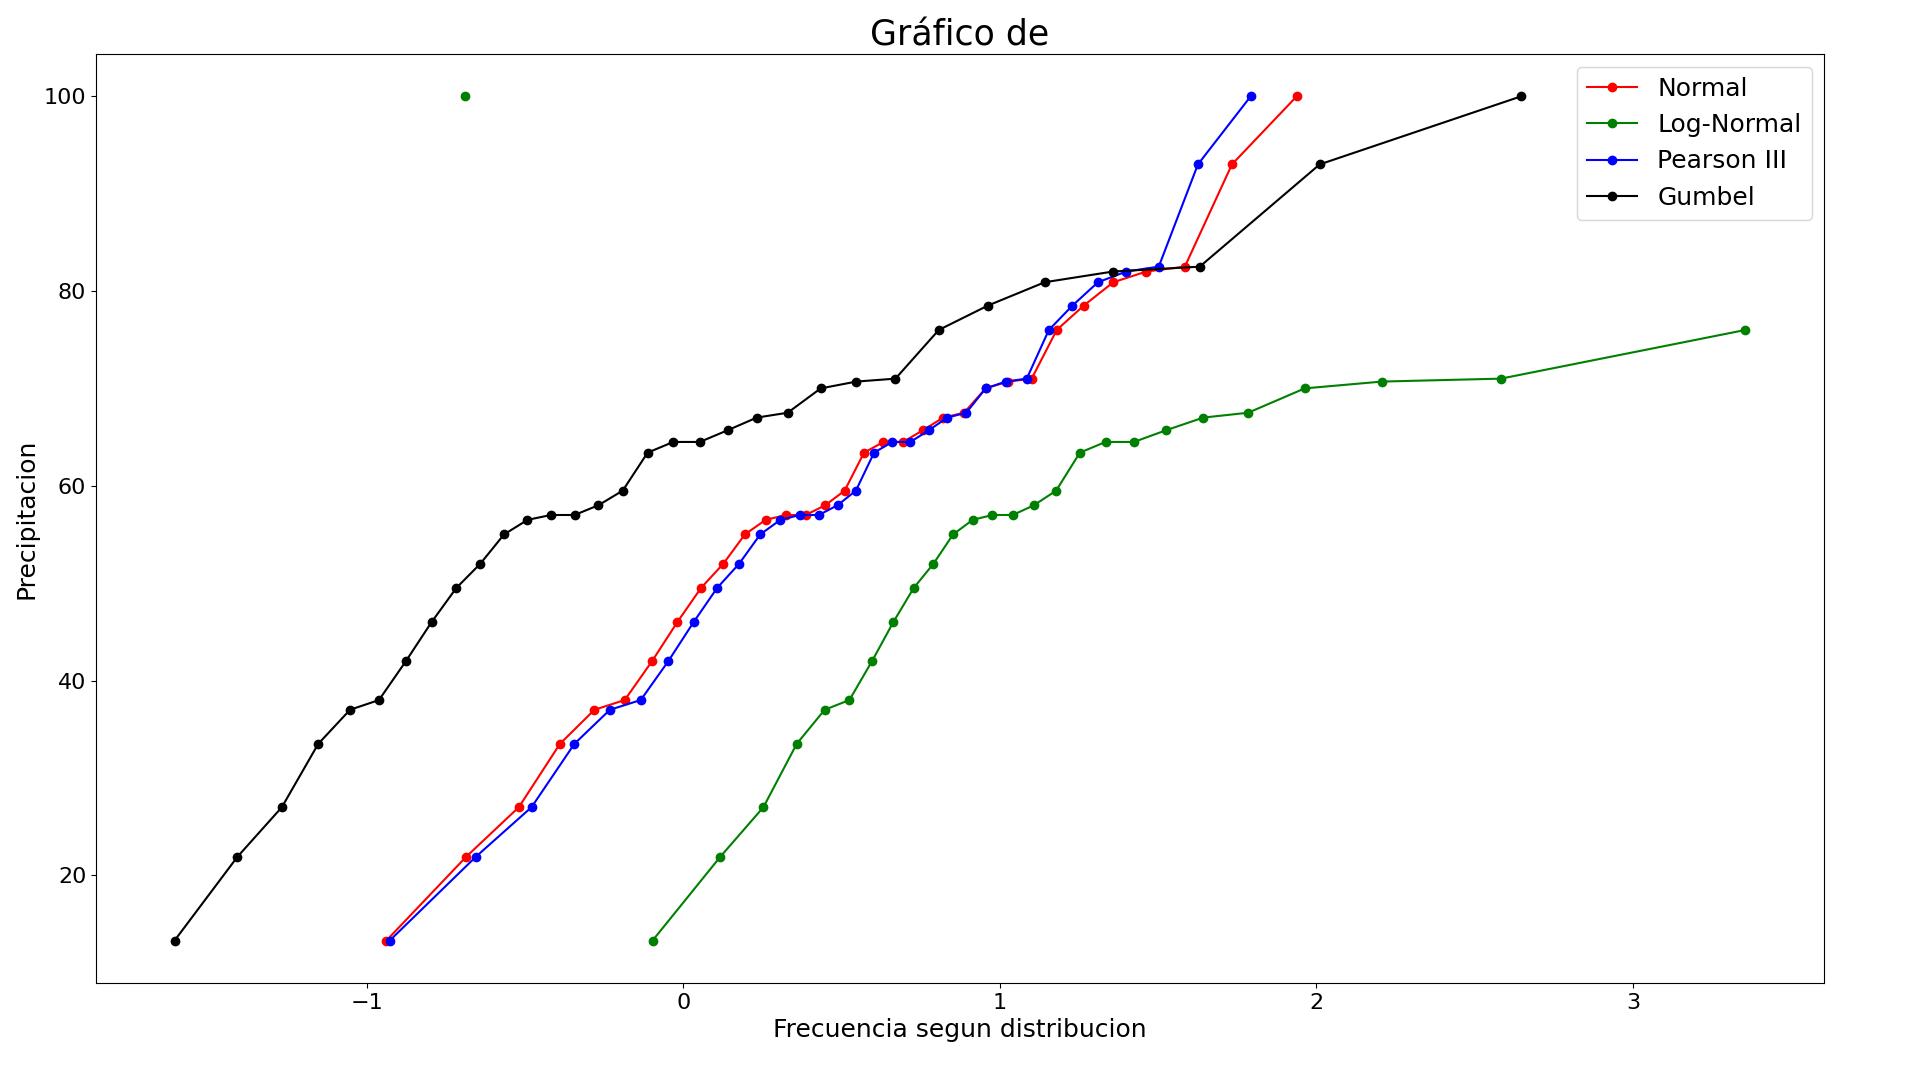 Gráfico de
Normal
Log-Normal
Pearson III
Gumbel
100
80
60
40
20
Precipitacion
−1
0
1
2
3
Frecuencia segun distribucion